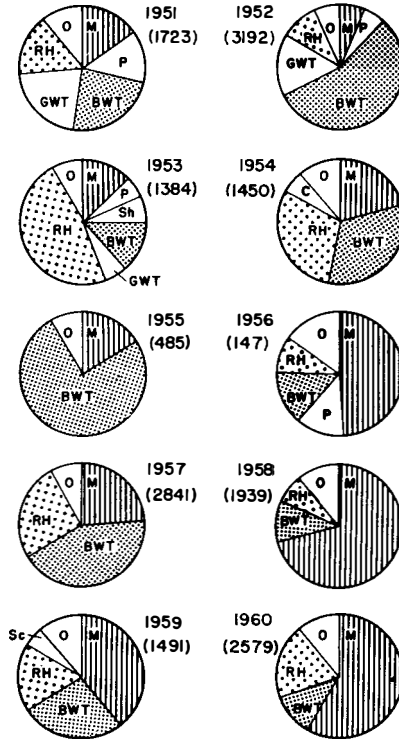 1951
(1723)
O M
RH P
GWT BWT
1952
(3192)
O M P
RH
GWT
BWT
1953
(1384)
O M
P
Sh
RH BWT
GWT
1954
(1450)
O M
C
RH BWT
1955
(485)
O M
BWT
1956
(147)
O M
RH
BWT
P
1957
(2841)
O M
RH
BWT
1958
(1939)
O M
RH
BWT
1959
(1491)
Sc O M
RH
BWT
1960
(2579)
O M
RH
BWT